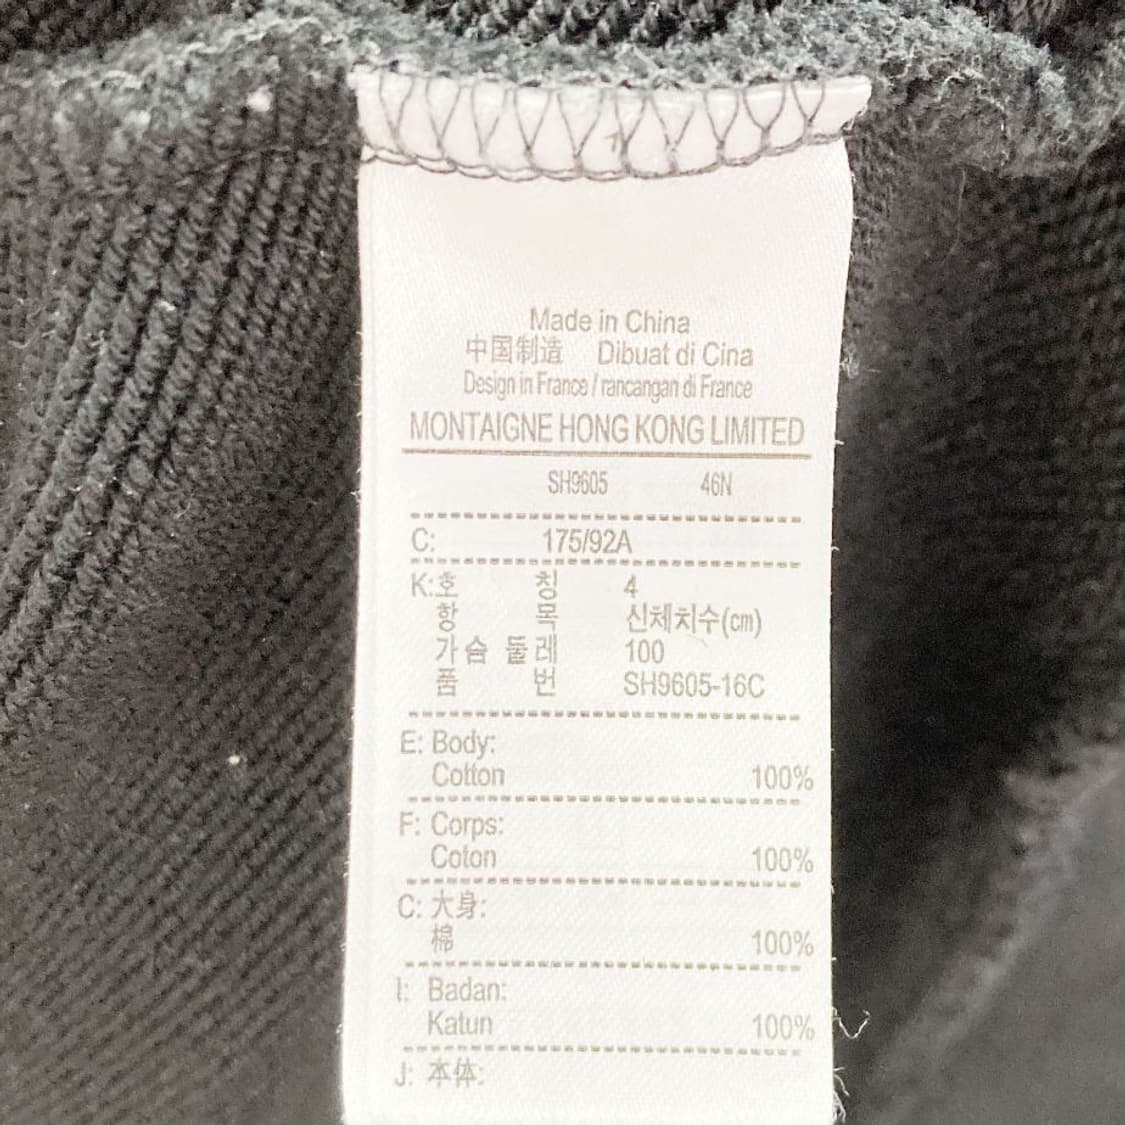 Made in China
中国制造 Dibuat di Cina
Design in France / rancangan di France
MONTAIGNE HONG KONG LIMITED
SH9605 46N
C: 175/92A
K:호 칭 4
항 목 신체치수(cm)
가슴 둘레 100
품 번 SH9605-16C
E: Body:
Cotton 100%
F: Corps:
Coton 100%
C: 大身:
棉 100%
I: Badan:
Katun 100%
J: 本体: